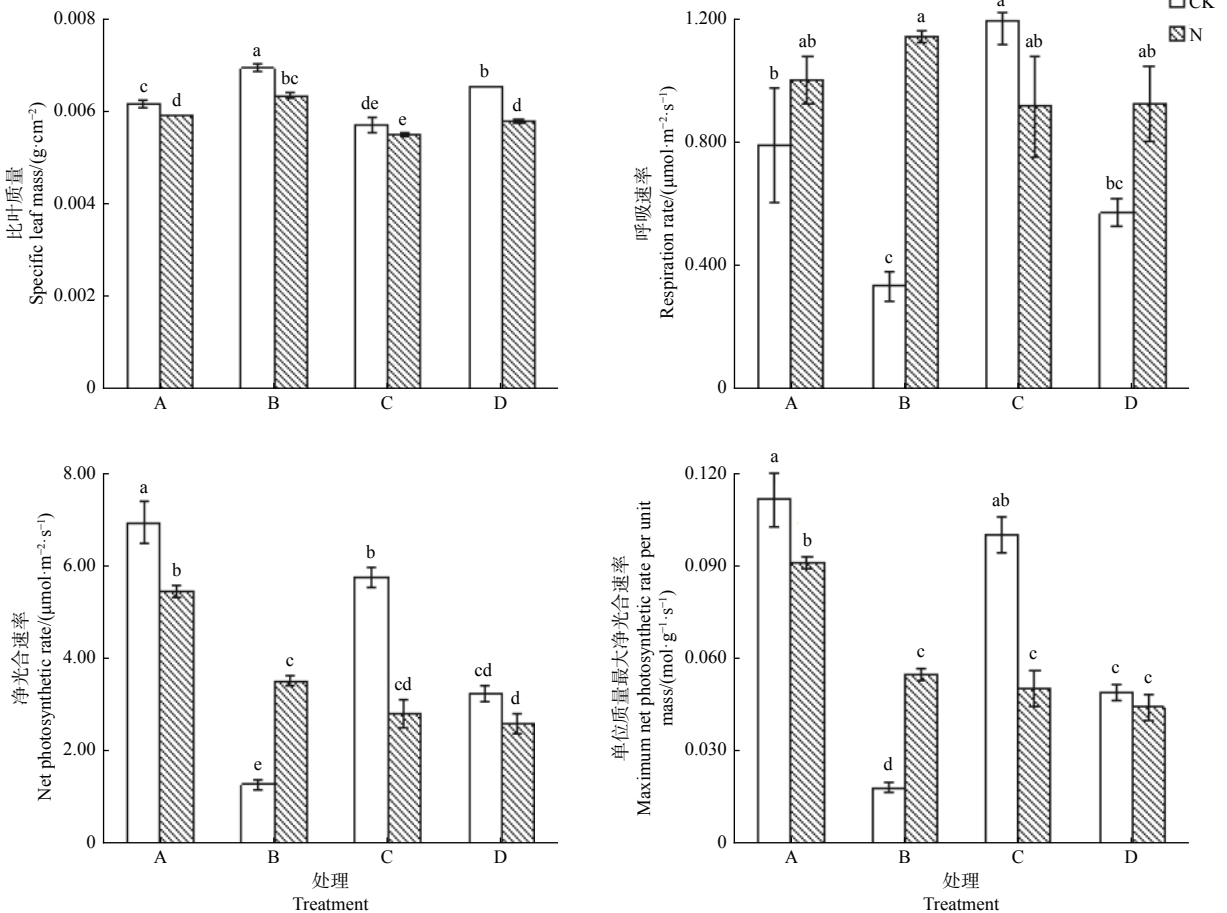 CK
N
0.008
0.006
0.004
0.002
0
比叶质量
Specific leaf mass/(g·cm⁻²)
c
d
a
bc
de
e
b
d
A
B
C
D
1.200
0.800
0.400
0
呼吸速率
Respiration rate/(μmol·m⁻²·s⁻¹)
b
ab
c
a
a
ab
bc
ab
A
B
C
D
8.00
6.00
4.00
2.00
0
净光合速率
Net photosynthetic rate/(μmol·m⁻²·s⁻¹)
a
b
e
c
b
cd
cd
d
A
B
C
D
处理
Treatment
0.120
0.090
0.060
0.030
0
单位质量最大净光合速率
Maximum net photosynthetic rate per unit
mass/(mol·g⁻¹·s⁻¹)
a
b
d
c
ab
c
c
c
A
B
C
D
处理
Treatment